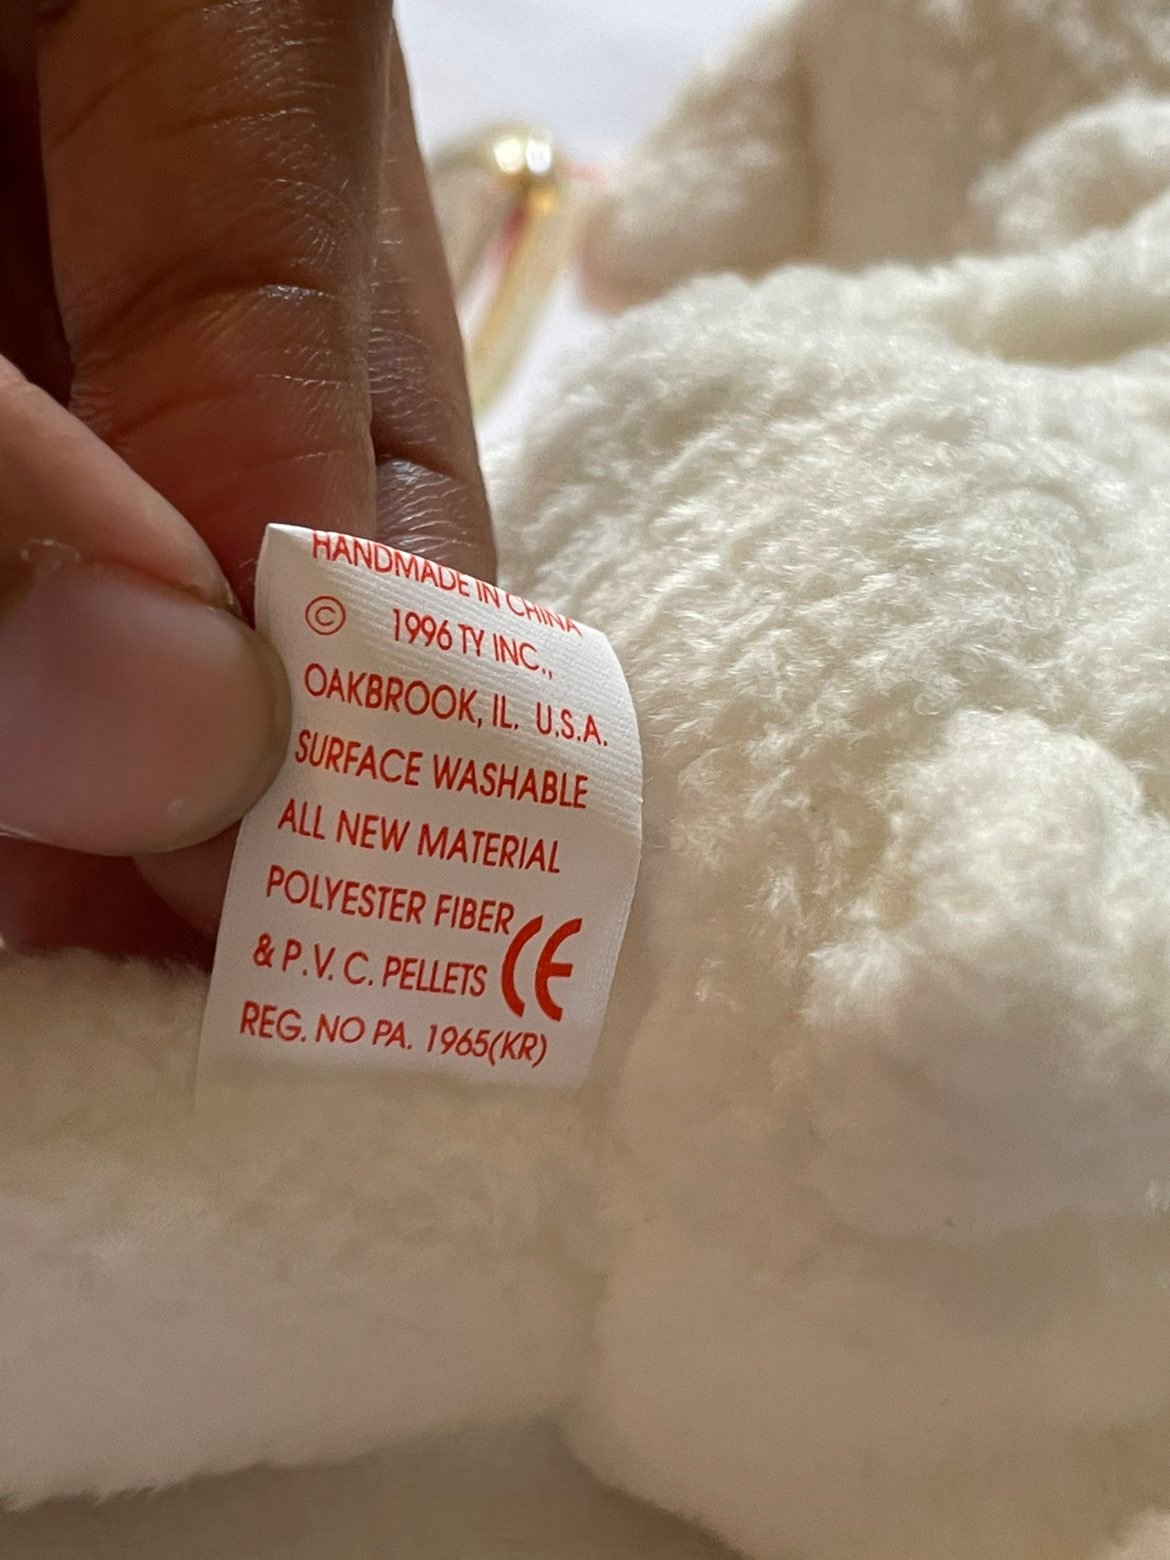 HANDMADE IN CHINA
© 1996 TY INC.,
OAKBROOK, IL. U.S.A.
SURFACE WASHABLE
ALL NEW MATERIAL
POLYESTER FIBER
& P.V.C. PELLETS CE
REG. NO PA. 1965(KR)